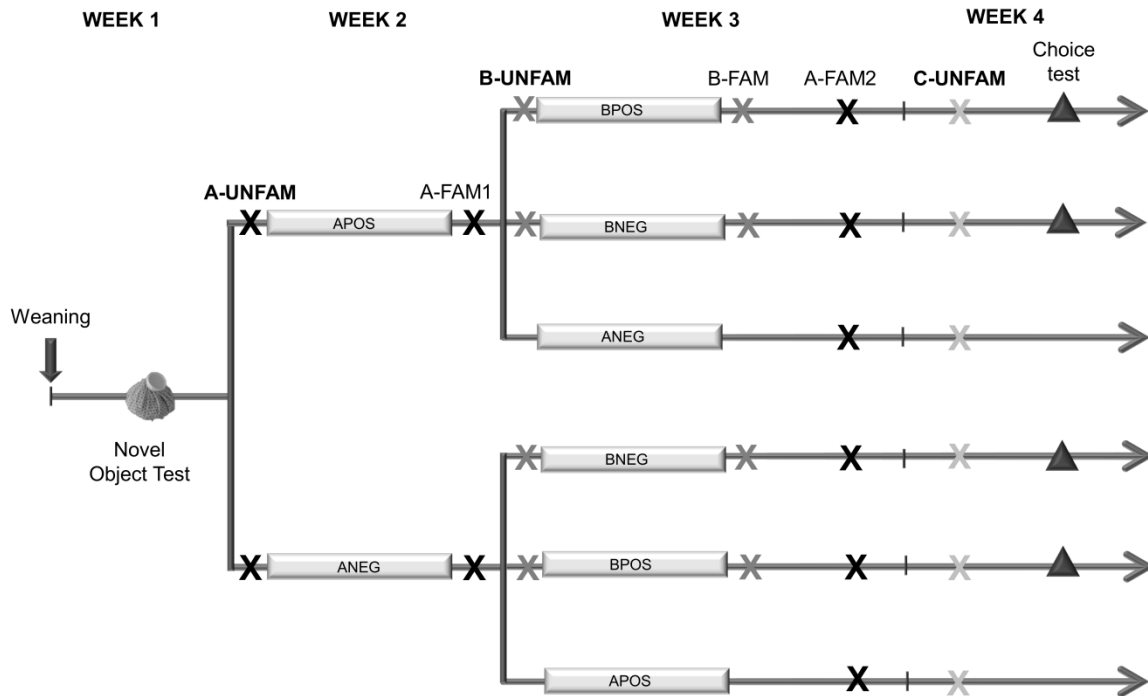 WEEK 1
WEEK 2
WEEK 3
WEEK 4
Choice
test
B-UNFAM
B-FAM
A-FAM2
C-UNFAM
BPOS
A-UNFAM
A-FAM1
APOS
BNEG
Weaning
ANEG
Novel
Object Test
BNEG
ANEG
BPOS
APOS